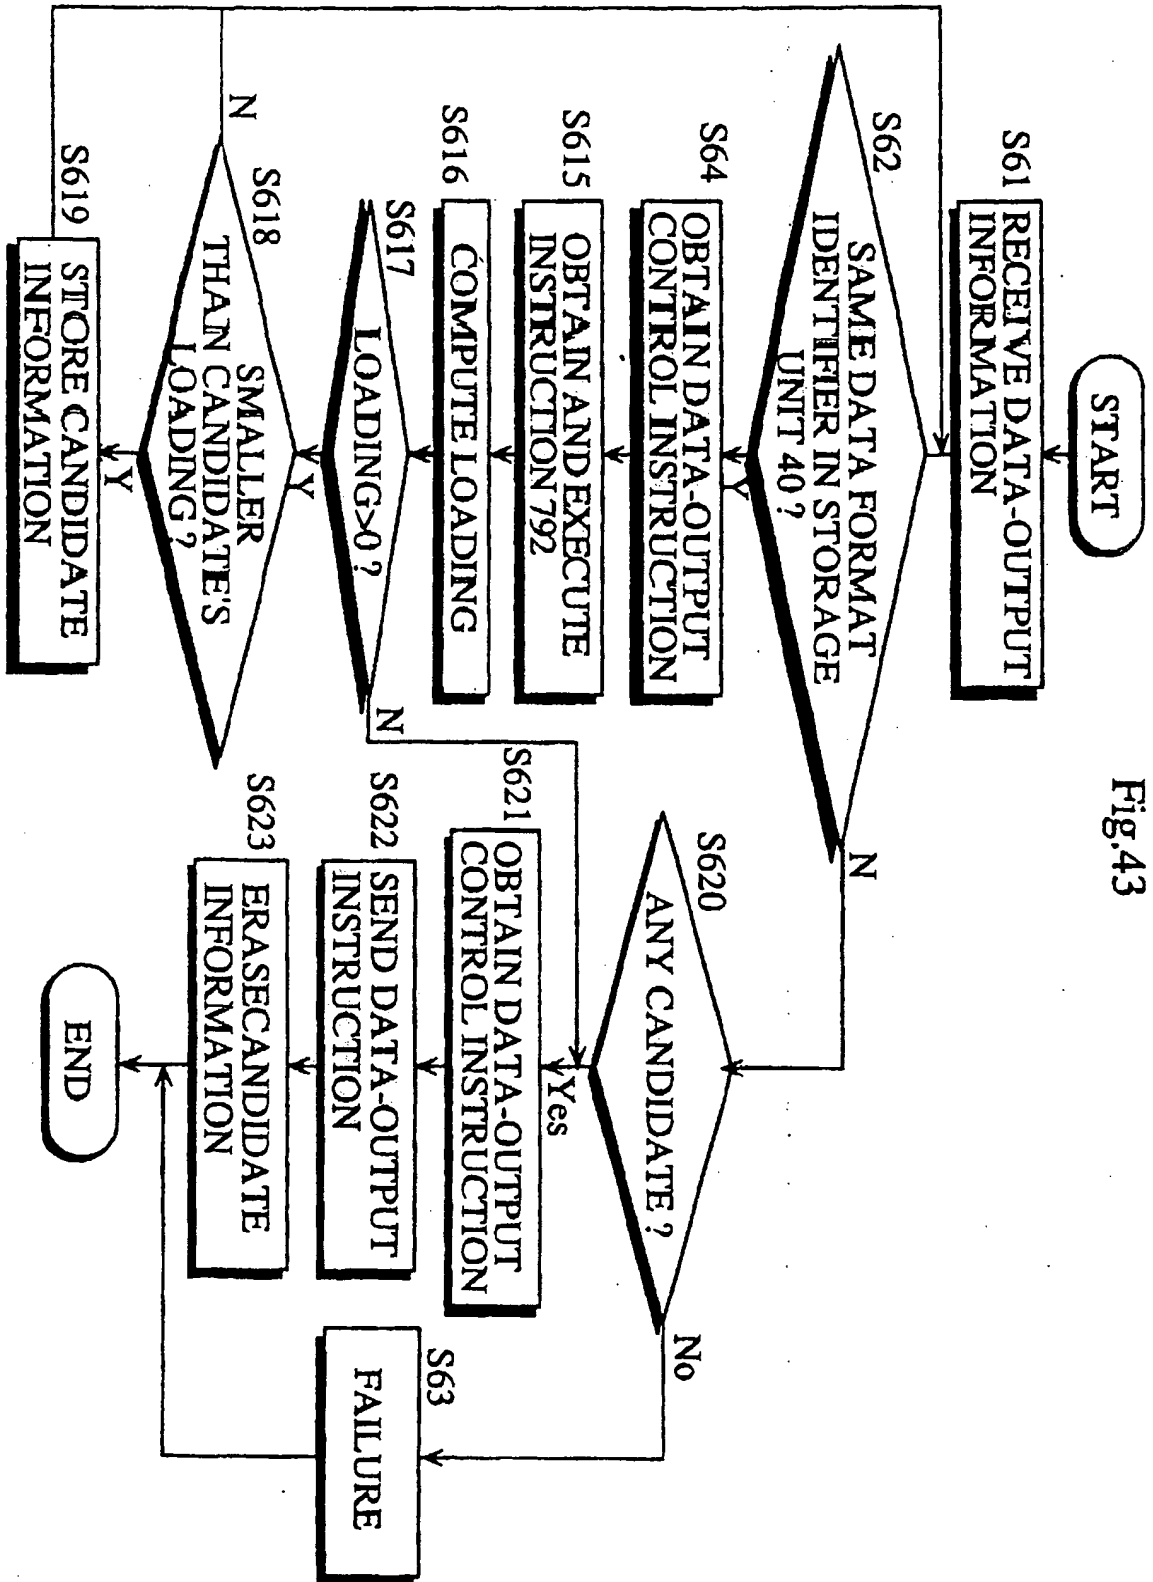 Fig.43
START
S61
RECEIVE DATA-OUTPUT
INFORMATION
S62
SAME DATA FORMAT
IDENTIFIER IN STORAGE
UNIT 40?
N
Y
S64
OBTAIN DATA-OUTPUT
CONTROL INSTRUCTION
S615
OBTAIN AND EXECUTE
INSTRUCTION 792
S616
COMPUTE LOADING
S617
LOADING>0?
N
Y
S618
SMALLER
THAN CANDIDATE'S
LOADING?
N
Y
S619
STORE CANDIDATE
INFORMATION
S620
ANY CANDIDATE?
No
Yes
S621
OBTAIN DATA-OUTPUT
CONTROL INSTRUCTION
S622
SEND DATA-OUTPUT
INSTRUCTION
S623
ERASECANDIDATE
INFORMATION
S63
FAILURE
END